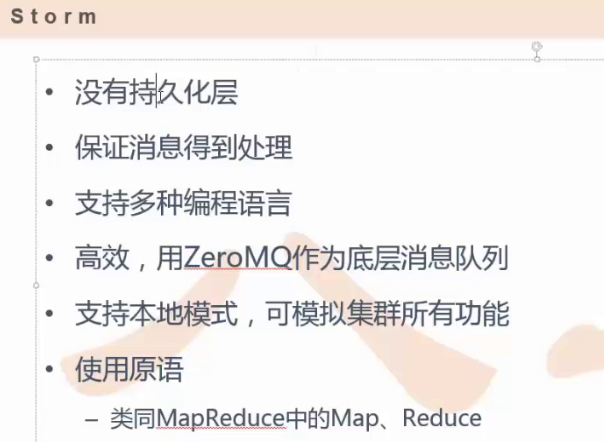 Storm
• 没有持久化层
• 保证消息得到处理
• 支持多种编程语言
• 高效，用ZeroMQ作为底层消息队列
• 支持本地模式，可模拟集群所有功能
• 使用原语
– 类同MapReduce中的Map、Reduce